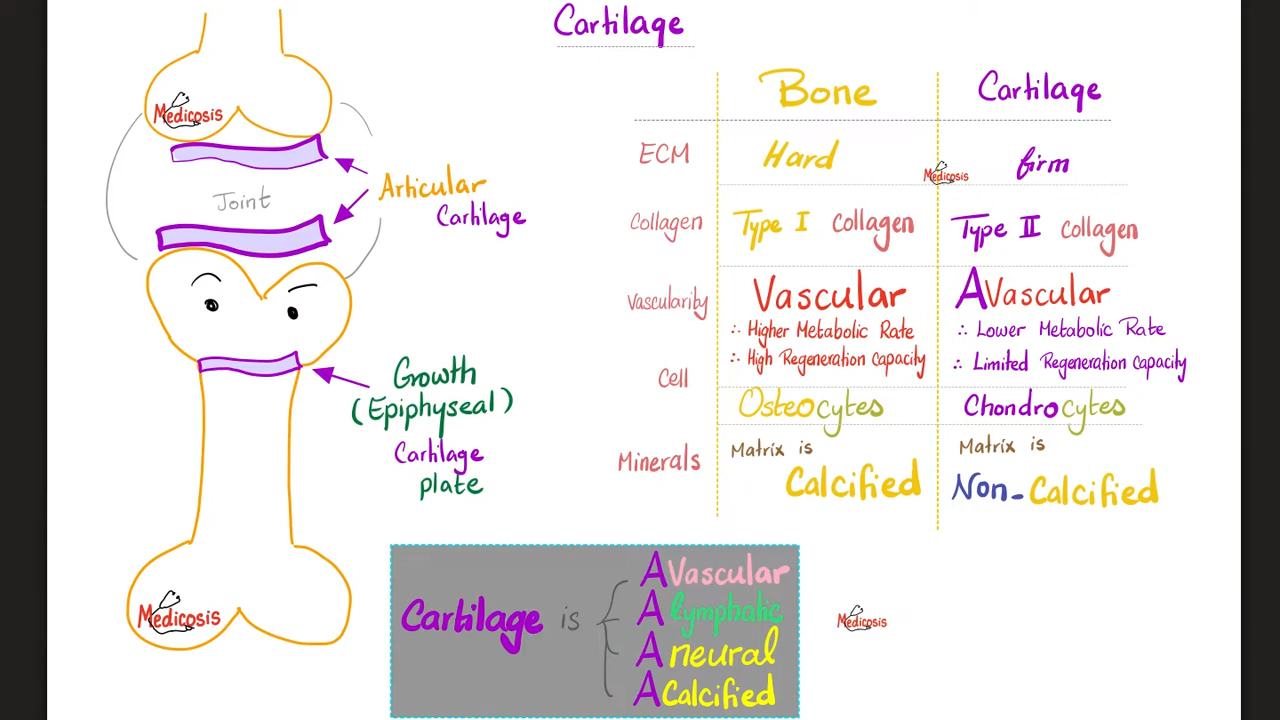 Cartilage
Medicosis
Joint
Articular
Cartilage
Growth
(Epiphyseal)
Cartilage
plate
Medicosis
Bone
Cartilage
ECM
Hard
firm
Medicosis
Collagen
Type I Collagen
Type II Collagen
Vascularity
Vascular
AVascular
∴ Higher Metabolic Rate
∴ Lower Metabolic Rate
∴ High Regeneration Capacity
∴ Limited Regeneration Capacity
Cell
Osteocytes
Chondrocytes
Minerals
Matrix is
Calcified
Matrix is
Non-Calcified
Cartilage is
AVascular
Alymphatic
Aneural
ACalcified
Medicosis